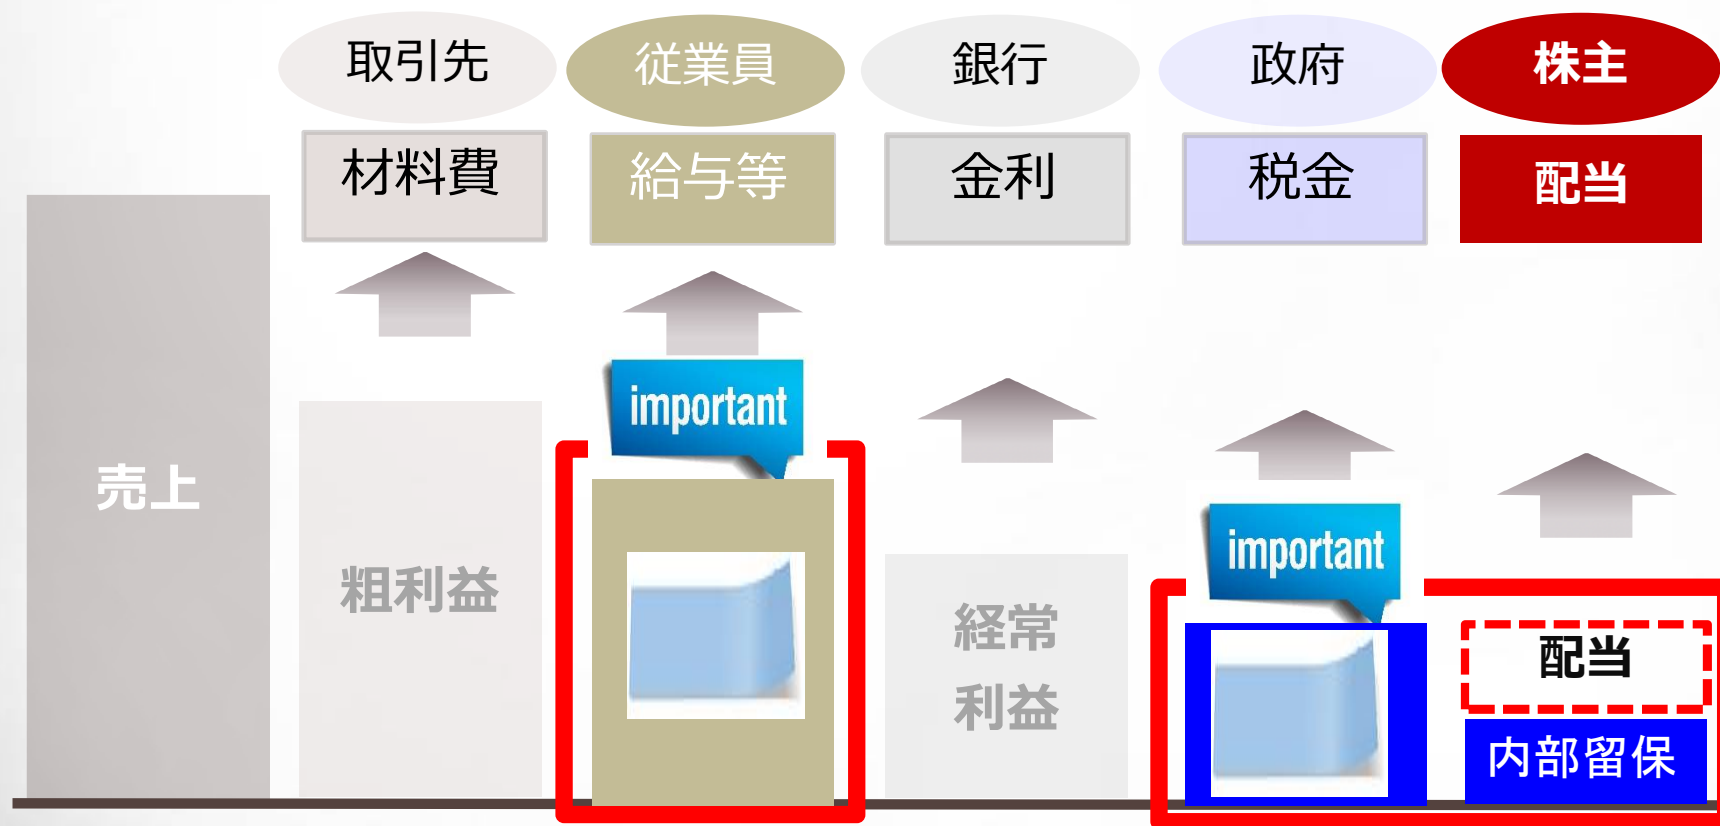 取引先
従業員
銀行
政府
株主
材料費
給与等
金利
税金
配当
important
important
売上
粗利益
経常
利益
配当
内部留保